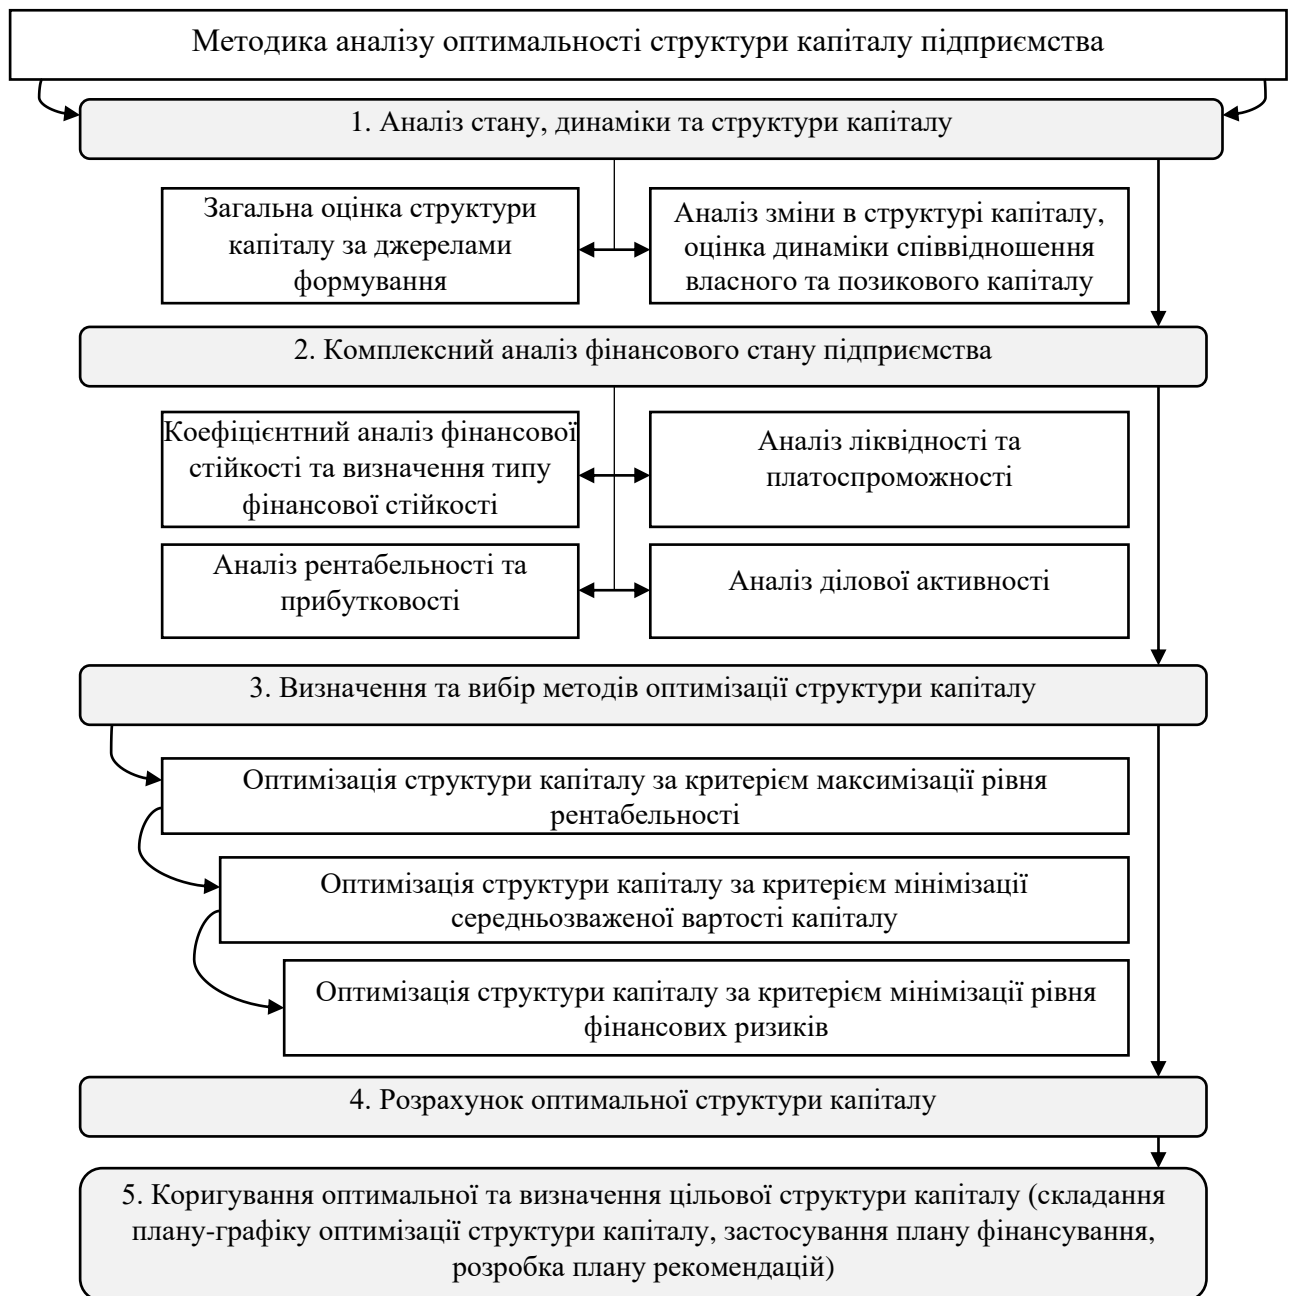 Методика аналізу оптимальності структури капіталу підприємства
1. Аналіз стану, динаміки та структури капіталу
Загальна оцінка структури
капіталу за джерелами
формування
Аналіз зміни в структурі капіталу,
оцінка динаміки співвідношення
власного та позикового капіталу
2. Комплексний аналіз фінансового стану підприємства
Коефіцієнтний аналіз фінансової
стійкості та визначення типу
фінансової стійкості
Аналіз ліквідності та
платоспроможності
Аналіз рентабельності та
прибутковості
Аналіз ділової активності
3. Визначення та вибір методів оптимізації структури капіталу
Оптимізація структури капіталу за критерієм максимізації рівня
рентабельності
Оптимізація структури капіталу за критерієм мінімізації
середньозваженої вартості капіталу
Оптимізація структури капіталу за критерієм мінімізації рівня
фінансових ризиків
4. Розрахунок оптимальної структури капіталу
5. Коригування оптимальної та визначення цільової структури капіталу (складання
плану-графіку оптимізації структури капіталу, застосування плану фінансування,
розробка плану рекомендацій)